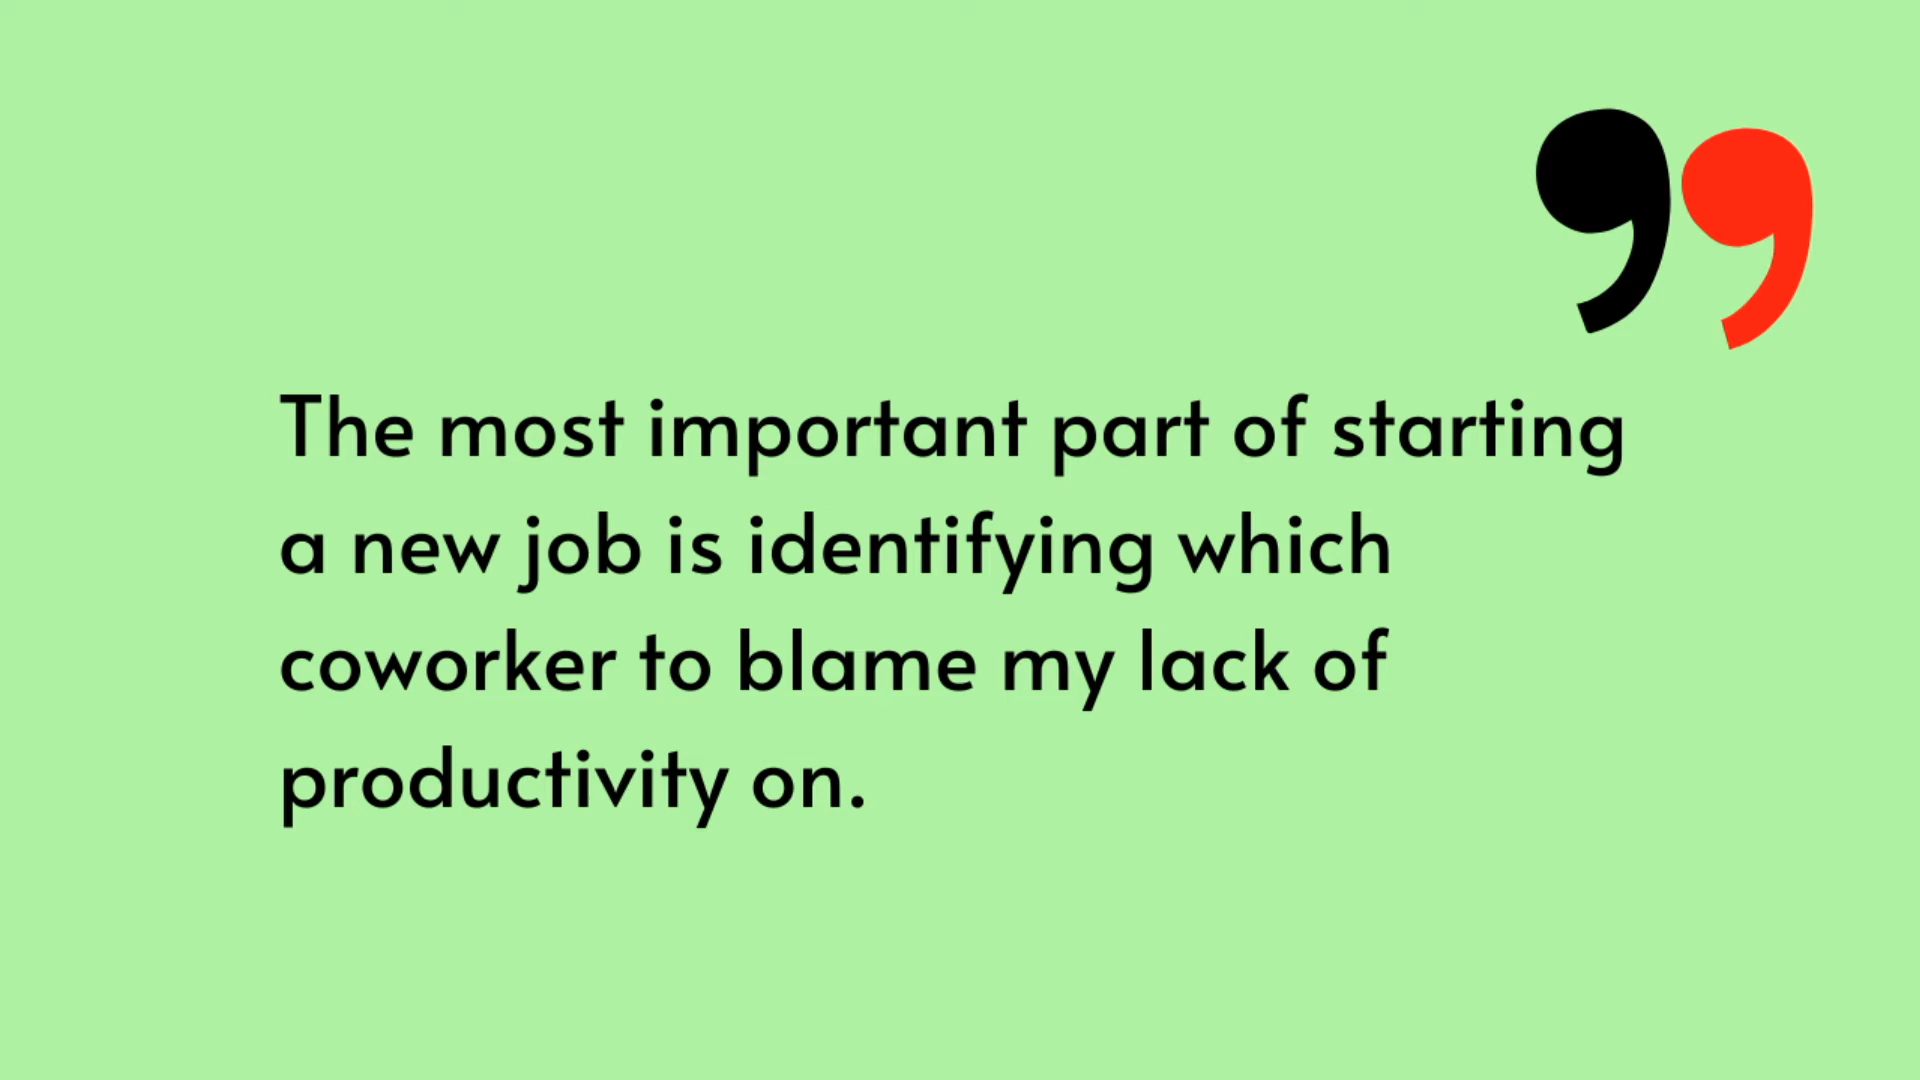 The most important part of starting
a new job is identifying which
coworker to blame my lack of
productivity on.